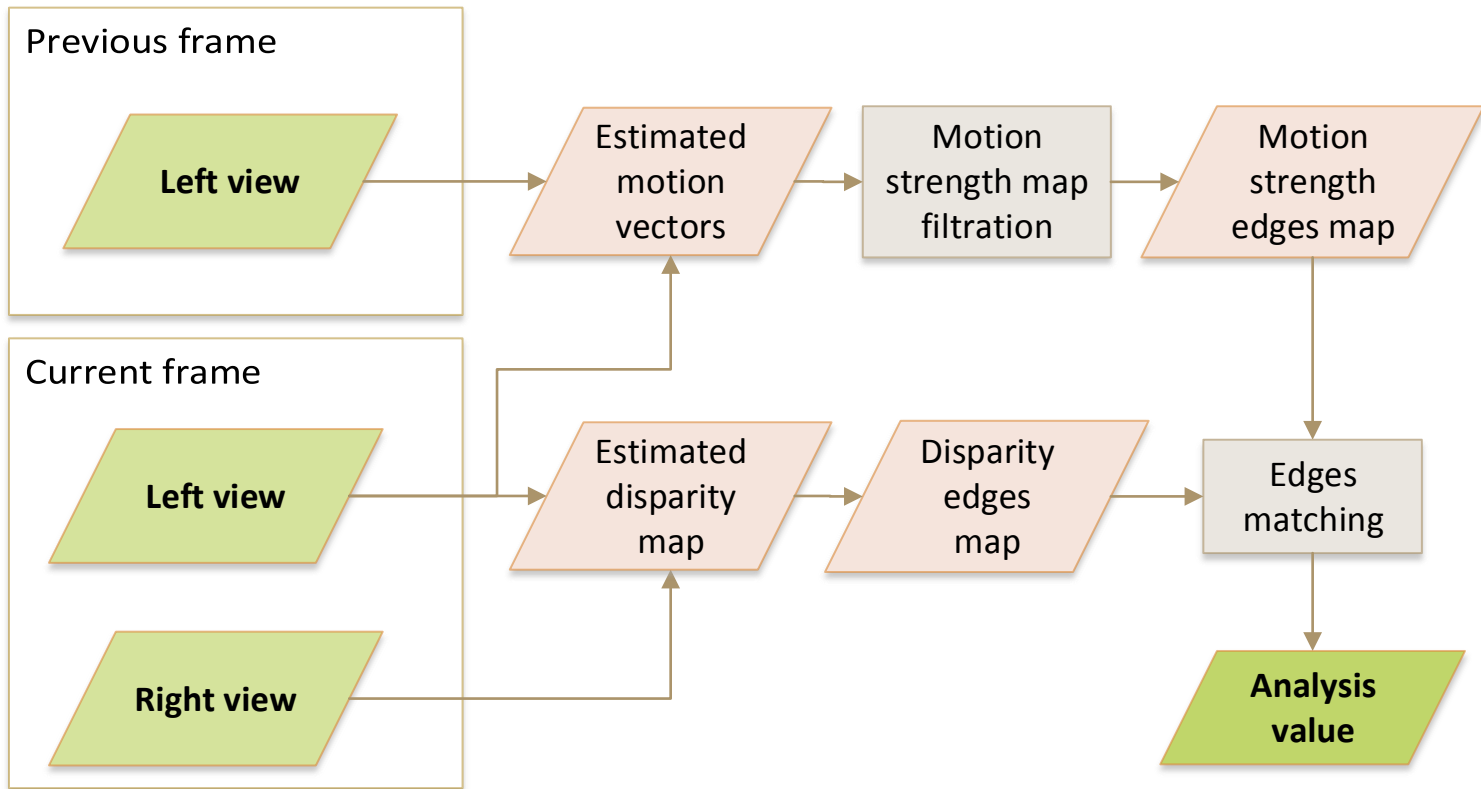 Previous frame
Left view
Estimated
motion
vectors
Motion
strength map
filtration
Motion
strength
edges map
Current frame
Left view
Estimated
disparity
map
Disparity
edges
map
Edges
matching
Right view
Analysis
value